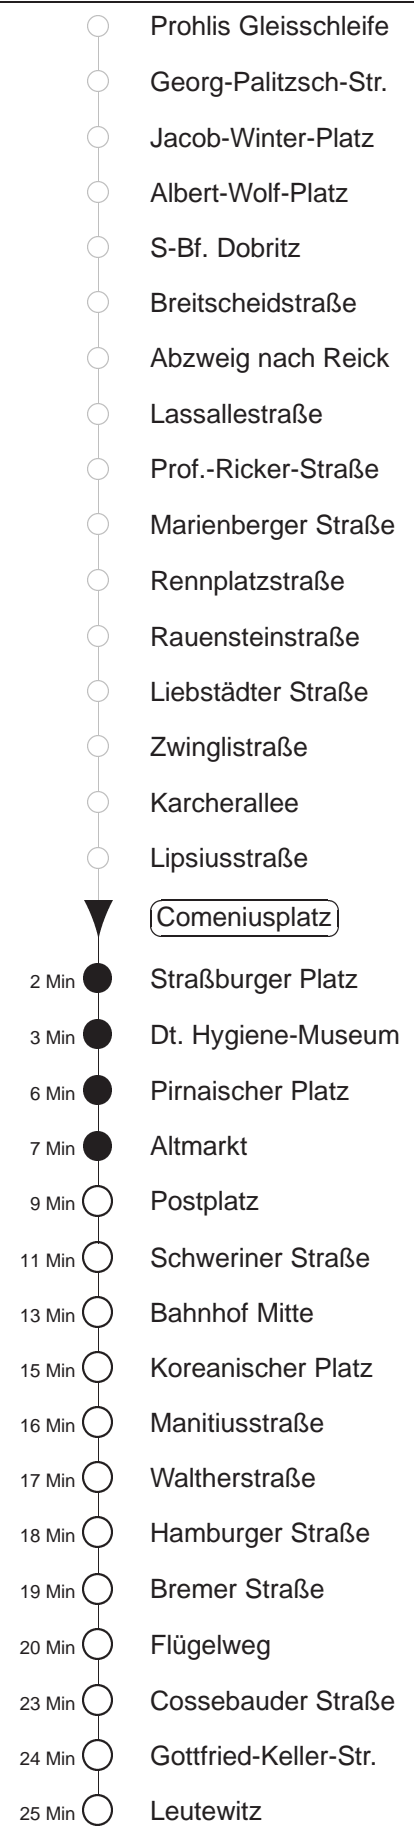 Prohlis Gleisschleife
Georg-Palitzsch-Str.
Jacob-Winter-Platz
Albert-Wolf-Platz
S-Bf. Dobritz
Breitscheidstraße
Abzweig nach Reick
Lassallestraße
Prof.-Ricker-Straße
Marienberger Straße
Rennplatzstraße
Rauensteinstraße
Liebstädter Straße
Zwinglistraße
Karcherallee
Lipsiusstraße
Comeniusplatz
2 Min Straßburger Platz
3 Min Dt. Hygiene-Museum
6 Min Pirnaischer Platz
7 Min Altmarkt
9 Min Postplatz
11 Min Schweriner Straße
13 Min Bahnhof Mitte
15 Min Koreanischer Platz
16 Min Manitiusstraße
17 Min Waltherstraße
18 Min Hamburger Straße
19 Min Bremer Straße
20 Min Flügelweg
23 Min Cossebauder Straße
24 Min Gottfried-Keller-Str.
25 Min Leutewitz